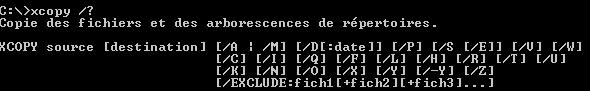 C:\>xcopy /?
Copie des fichiers et des arborescences de répertoires.
XCOPY source [destination] [/A | /M] [/D[:date]] [/P] [/S [/E]] [/V] [/W]
[/C] [/I] [/Q] [/F] [/L] [/H] [/R] [/T] [/U]
[/K] [/N] [/O] [/X] [/Y] [/-Y] [/Z]
[/EXCLUDE:fich1[+fich2][+fich3]...]